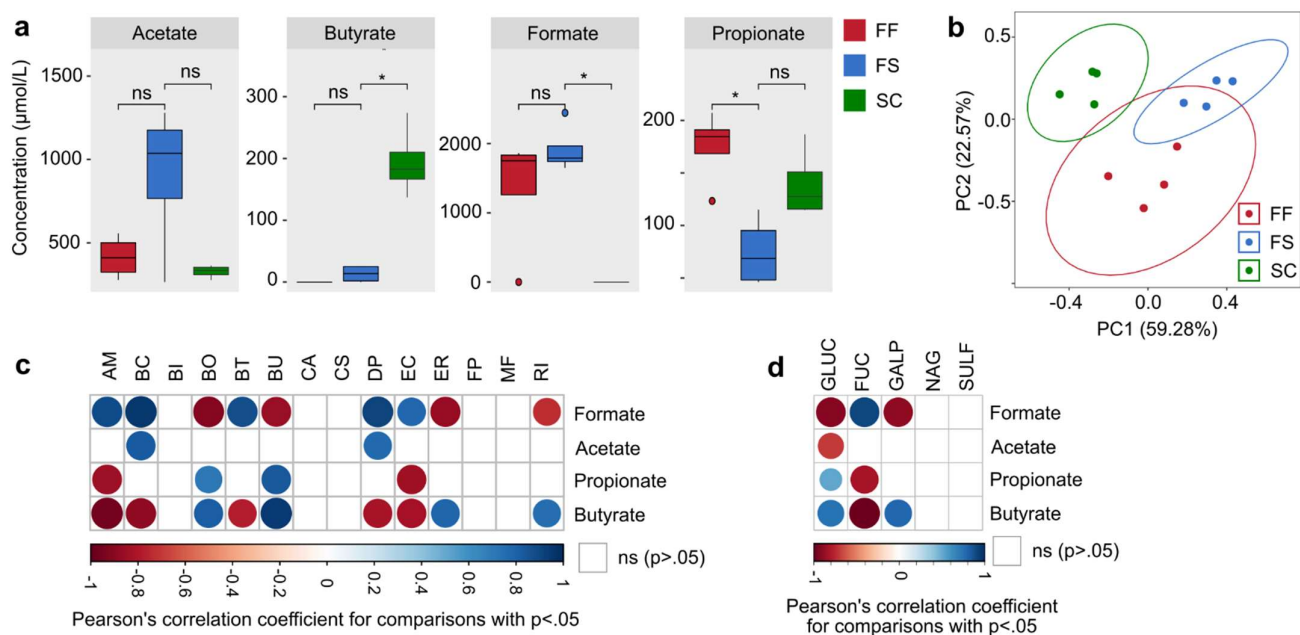 a
Acetate
Butyrate
Formate
Propionate
FF
FS
SC
Concentration (μmol/L)
1500
1000
500
ns
ns
300
200
100
0
ns
*
2000
1000
0
ns
*
200
100
*
ns
b
PC2 (22.57%)
0.5
0.0
-0.5
-0.4
0.0
0.4
PC1 (59.28%)
FF
FS
SC
c
AM BC BI BO BT BU CA CS DP EC ER FP MF RI
Formate
Acetate
Propionate
Butyrate
-1 -0.8 -0.6 -0.4 -0.2 0 0.2 0.4 0.6 0.8 1
ns (p>.05)
Pearson's correlation coefficient for comparisons with p<.05
d
GLUC FUC GALP NAG SULF
Formate
Acetate
Propionate
Butyrate
-1 0 1
ns (p>.05)
Pearson's correlation coefficient
for comparisons with p<.05